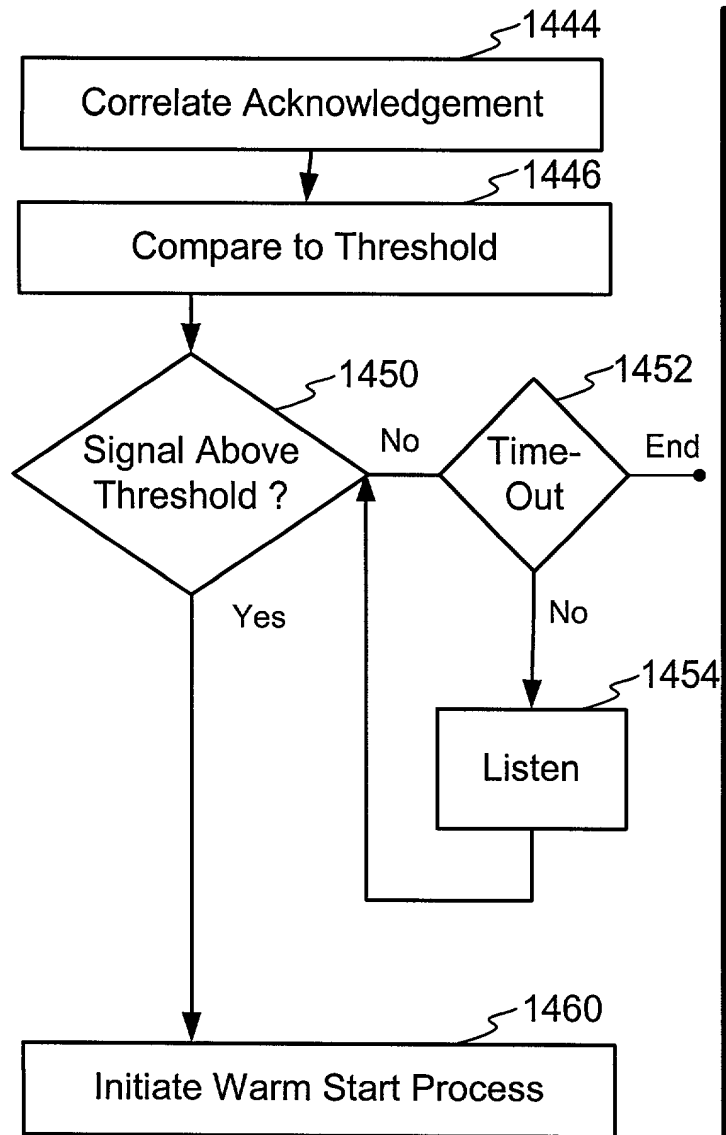 1444
Correlate Acknowledgement
1446
Compare to Threshold
1450
Signal Above
Threshold ?
No
1452
Time-
Out
End
Yes
No
1454
Listen
1460
Initiate Warm Start Process